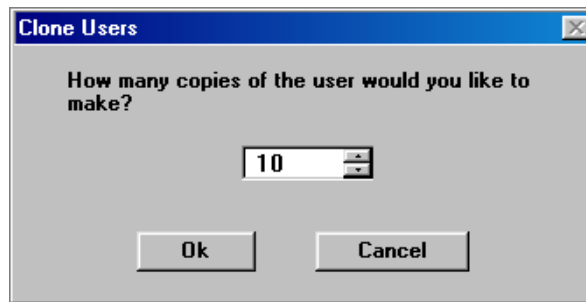 Clone Users
How many copies of the user would you like to
make?
10
Ok
Cancel